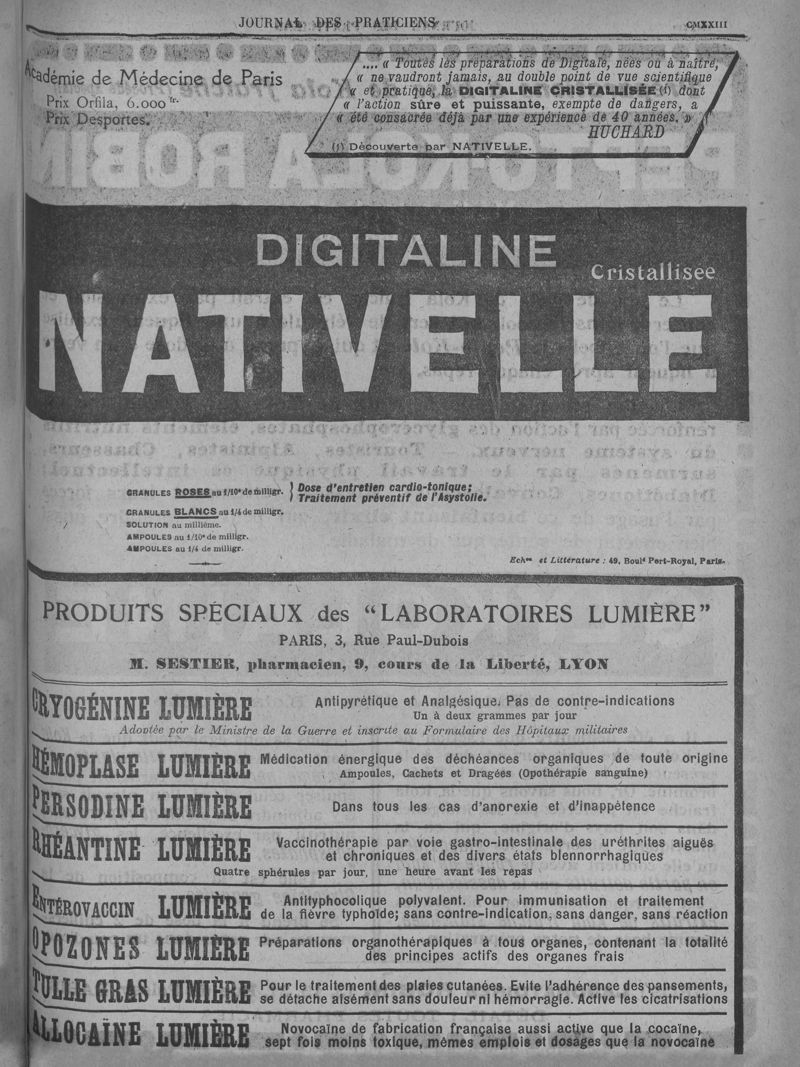 JOURNAL DES PRATICIENS
CMXXIII
Académie de Médecine de Paris
Prix Orfila, 6.000 fr.
Prix Desportes.
.... « Toutes les préparations de Digitale, nées ou à naître,
« ne vaudront jamais, au double point de vue scientifique
« et pratique, la DIGITALINE CRISTALLISÉE (1) dont
« l'action sûre et puissante, exempte de dangers, a
« été consacrée déjà par une expérience de 40 années. »
HUCHARD
(1) Découverte par NATIVELLE.
DIGITALINE
Cristallisée
NATIVELLE
GRANULES ROSES au 1/10e de milligr. } Dose d'entretien cardio-tonique;
Traitement préventif de l'Asystolie.
GRANULES BLANCS au 1/4 de milligr.
SOLUTION au millième.
AMPOULES au 1/10e de milligr.
AMPOULES au 1/4 de milligr.
Echons et Littérature : 49, Bould Port-Royal, Paris.
PRODUITS SPÉCIAUX des "LABORATOIRES LUMIÈRE"
PARIS, 3, Rue Paul-Dubois
M. SESTIER, pharmacien, 9, cours de la Liberté, LYON
CRYOGÉNINE LUMIÈRE
Antipyrétique et Analgésique. Pas de contre-indications
Un à deux grammes par jour
Adoptée par le Ministre de la Guerre et inscrite au Formulaire des Hôpitaux militaires
HÉMOPLASE LUMIÈRE
Médication énergique des déchéances organiques de toute origine
Ampoules, Cachets et Dragées (Opothérapie sanguine)
PERSODINE LUMIÈRE
Dans tous les cas d'anorexie et d'inappétence
RHÉANTINE LUMIÈRE
Vaccinothérapie par voie gastro-intestinale des uréthrites aiguës
et chroniques et des divers états blennorrhagiques
Quatre sphérules par jour, une heure avant les repas
ENTÉROVACCIN LUMIÈRE
Antityphocolique polyvalent. Pour immunisation et traitement
de la fièvre typhoïde; sans contre-indication, sans danger, sans réaction
OPOZONES LUMIÈRE
Préparations organothérapiques à tous organes, contenant la totalité
des principes actifs des organes frais
TULLE GRAS LUMIÈRE
Pour le traitement des plaies cutanées. Evite l'adhérence des pansements,
se détache aisément sans douleur ni hémorragie. Active les cicatrisations
ALLOCAÏNE LUMIÈRE
Novocaïne de fabrication française aussi active que la cocaïne,
sept fois moins toxique, mêmes emplois et dosages que la novocaïne